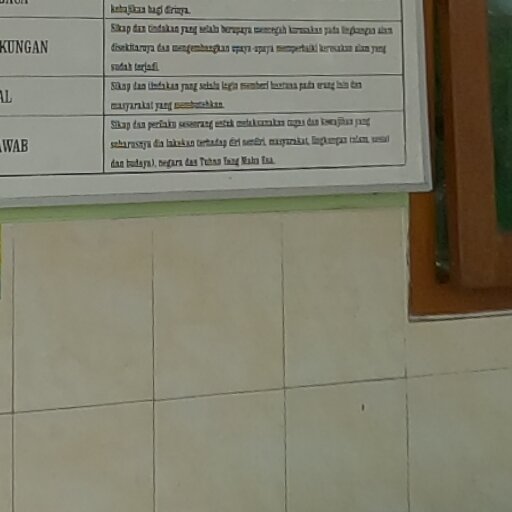 BACA
kebajikan bagi dirinya.
KUNGAN
Sikap dan tindakan yang selalu berupaya mencegah kerusakan pada lingkungan alam
disekitarnya dan mengembangkan upaya-upaya memperbaiki kerusakan alam yang
sudah terjadi.
AL
Sikap dan tindakan yang selalu ingin memberi bantuan pada orang lain dan
masyarakat yang membutuhkan.
AWAB
Sikap dan perilaku seseorang untuk melaksanakan tugas dan kewajiban yang
seharusnya dia lakukan terhadap diri sendiri, masyarakat, lingkungan (alam, sosial
dan budaya), negara dan Tuhan Yang Maha Esa.